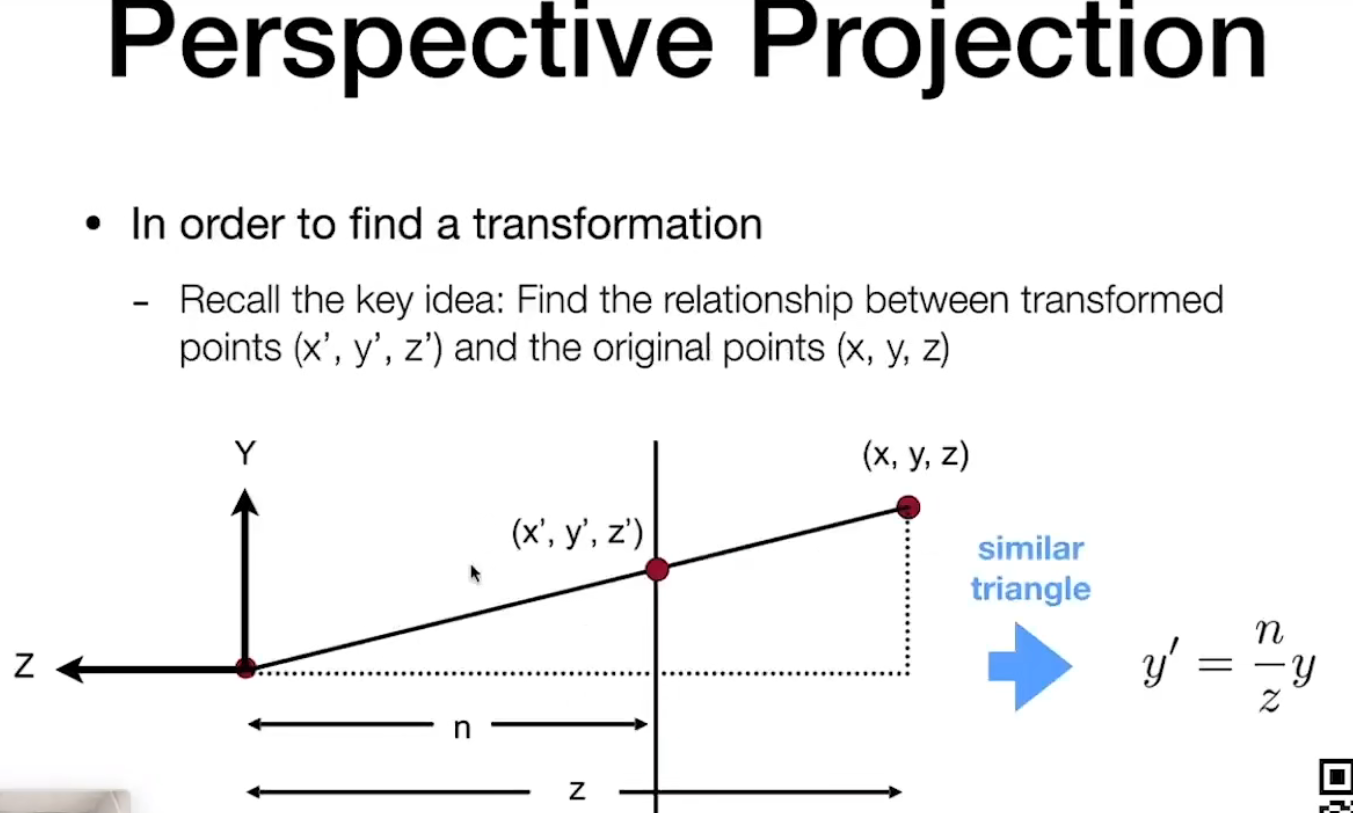 Perspective Projection
• In order to find a transformation
- Recall the key idea: Find the relationship between transformed
points (x’, y’, z’) and the original points (x, y, z)
Y
(x, y, z)
(x’, y’, z’)
similar
triangle
Z
y′ = n/z y
n
z